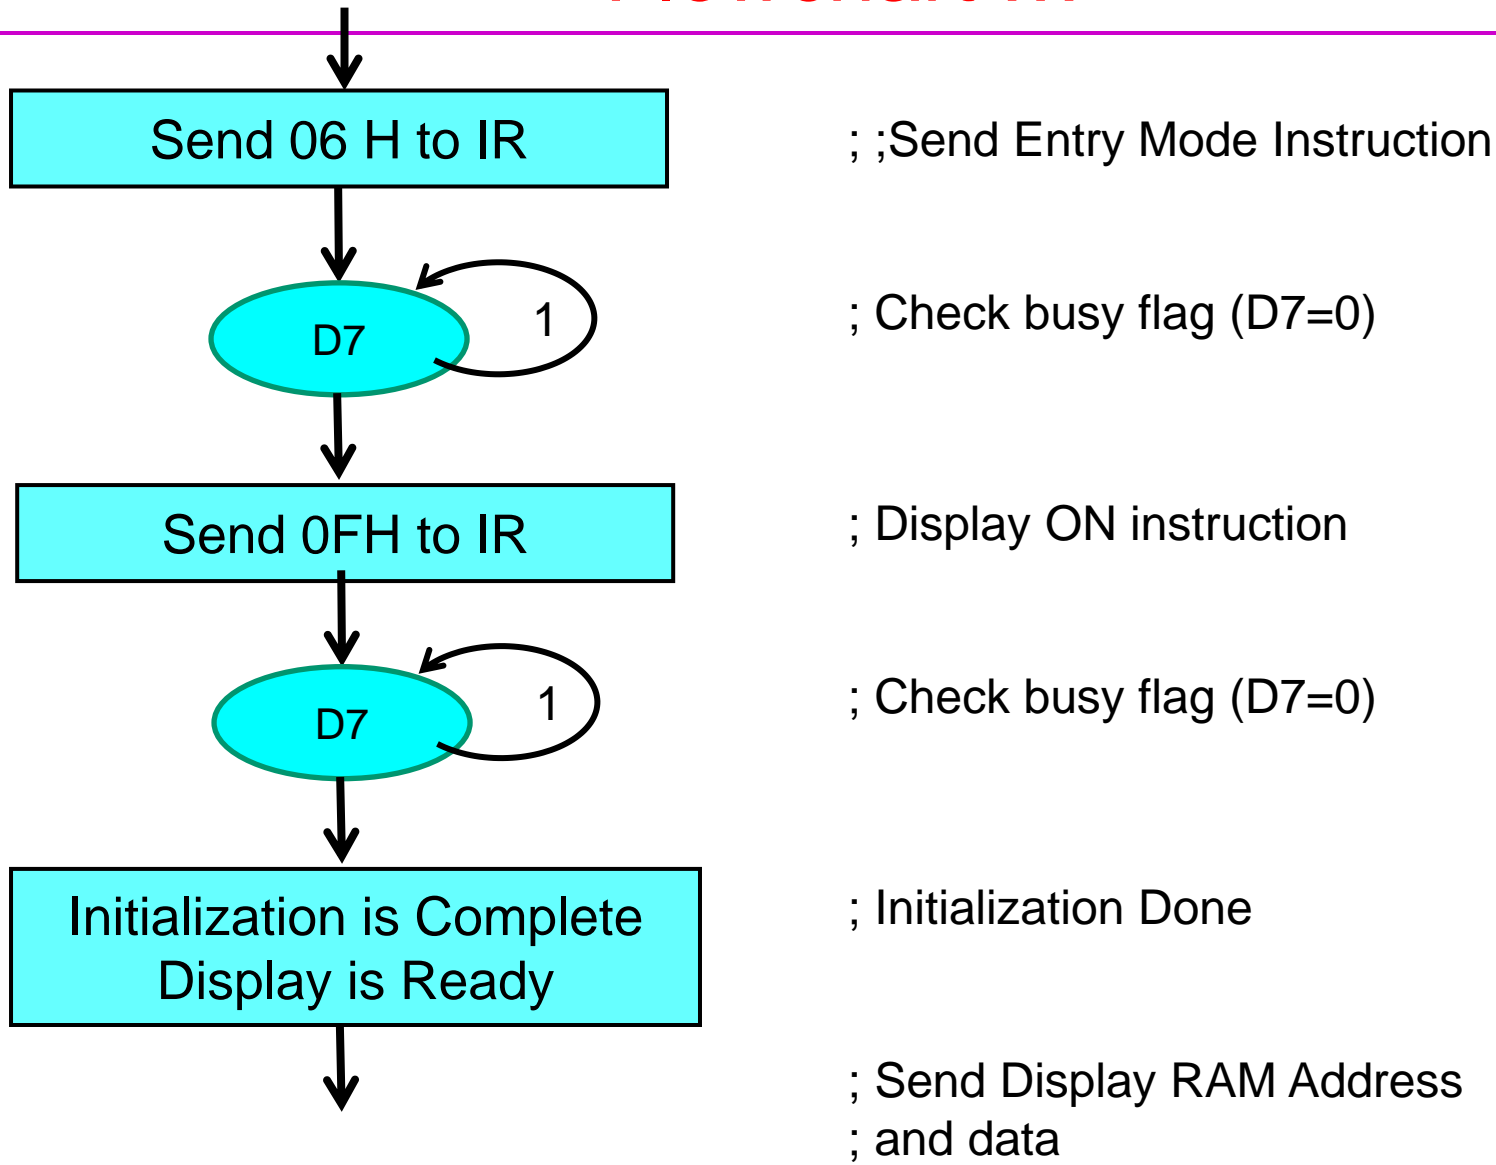 Send 06 H to IR
; ;Send Entry Mode Instruction
D7
1
; Check busy flag (D7=0)
Send 0FH to IR
; Display ON instruction
D7
1
; Check busy flag (D7=0)
Initialization is Complete
Display is Ready
; Initialization Done
; Send Display RAM Address
; and data